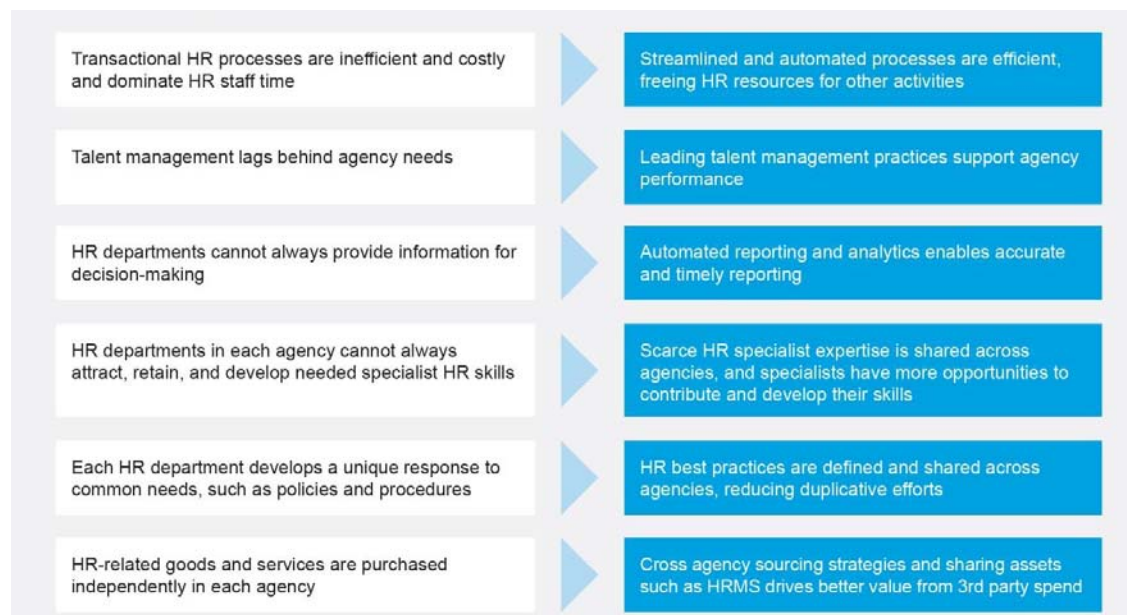 Transactional HR processes are inefficient and costly
and dominate HR staff time
Streamlined and automated processes are efficient,
freeing HR resources for other activities
Talent management lags behind agency needs
Leading talent management practices support agency
performance
HR departments cannot always provide information for
decision-making
Automated reporting and analytics enables accurate
and timely reporting
HR departments in each agency cannot always
attract, retain, and develop needed specialist HR skills
Scarce HR specialist expertise is shared across
agencies, and specialists have more opportunities to
contribute and develop their skills
Each HR department develops a unique response to
common needs, such as policies and procedures
HR best practices are defined and shared across
agencies, reducing duplicative efforts
HR-related goods and services are purchased
independently in each agency
Cross agency sourcing strategies and sharing assets
such as HRMS drives better value from 3rd party spend